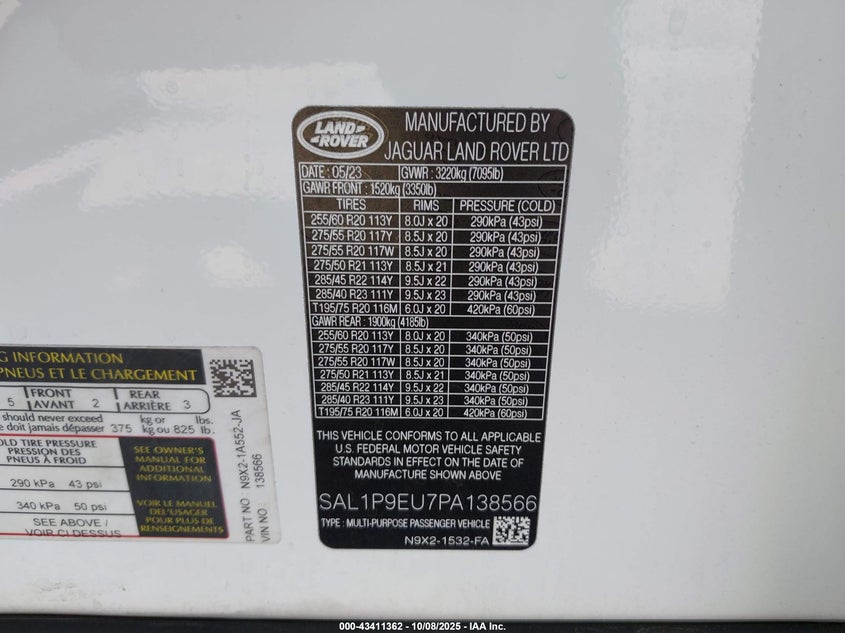 LAND ROVER
MANUFACTURED BY
JAGUAR LAND ROVER LTD
DATE : 05/23 GVWR : 3220kg (7095lb)
GAWR FRONT : 1520kg (3350lb)
TIRES RIMS PRESSURE (COLD)
255/60 R20 113Y 8.0J x 20 290kPa (43psi)
275/55 R20 117Y 8.5J x 20 290kPa (43psi)
275/55 R20 117W 8.5J x 20 290kPa (43psi)
275/50 R21 113Y 8.5J x 21 290kPa (43psi)
285/45 R22 114Y 9.5J x 22 290kPa (43psi)
285/40 R23 111Y 9.5J x 23 290kPa (43psi)
T195/75 R20 116M 6.0J x 20 420kPa (60psi)
GAWR REAR : 1900kg (4185lb)
255/60 R20 113Y 8.0J x 20 340kPa (50psi)
275/55 R20 117Y 8.5J x 20 340kPa (50psi)
275/55 R20 117W 8.5J x 20 340kPa (50psi)
275/50 R21 113Y 8.5J x 21 340kPa (50psi)
285/45 R22 114Y 9.5J x 22 340kPa (50psi)
285/40 R23 111Y 9.5J x 23 340kPa (50psi)
T195/75 R20 116M 6.0J x 20 420kPa (60psi)
THIS VEHICLE CONFORMS TO ALL APPLICABLE
U.S. FEDERAL MOTOR VEHICLE SAFETY
STANDARDS IN EFFECT ON THE DATE OF
MANUFACTURE SHOWN ABOVE
SAL1P9EU7PA138566
TYPE : MULTI-PURPOSE PASSENGER VEHICLE
N9X2-1532-FA
G INFORMATION
PNEUS ET LE CHARGEMENT
5 FRONT AVANT 2 REAR ARRIÈRE 3
should never exceed kg or lbs.
e doit jamais dépasser 375 kg ou 825 lb.
OLD TIRE PRESSURE
PRESSION DES
PNEUS À FROID
290 kPa 43 psi
340 kPa 50 psi
SEE ABOVE /
VOIR CI DESSUS
SEE OWNER'S
MANUAL FOR
ADDITIONAL
INFORMATION
VOIR LE MANUEL
DE L'USAGER
POUR PLUS DE
RENSEIGNEMENTS
PART NO : N9X2-1A552-JA
VIN NO : 138566
000-43411362 - 10/08/2025 - IAA Inc.